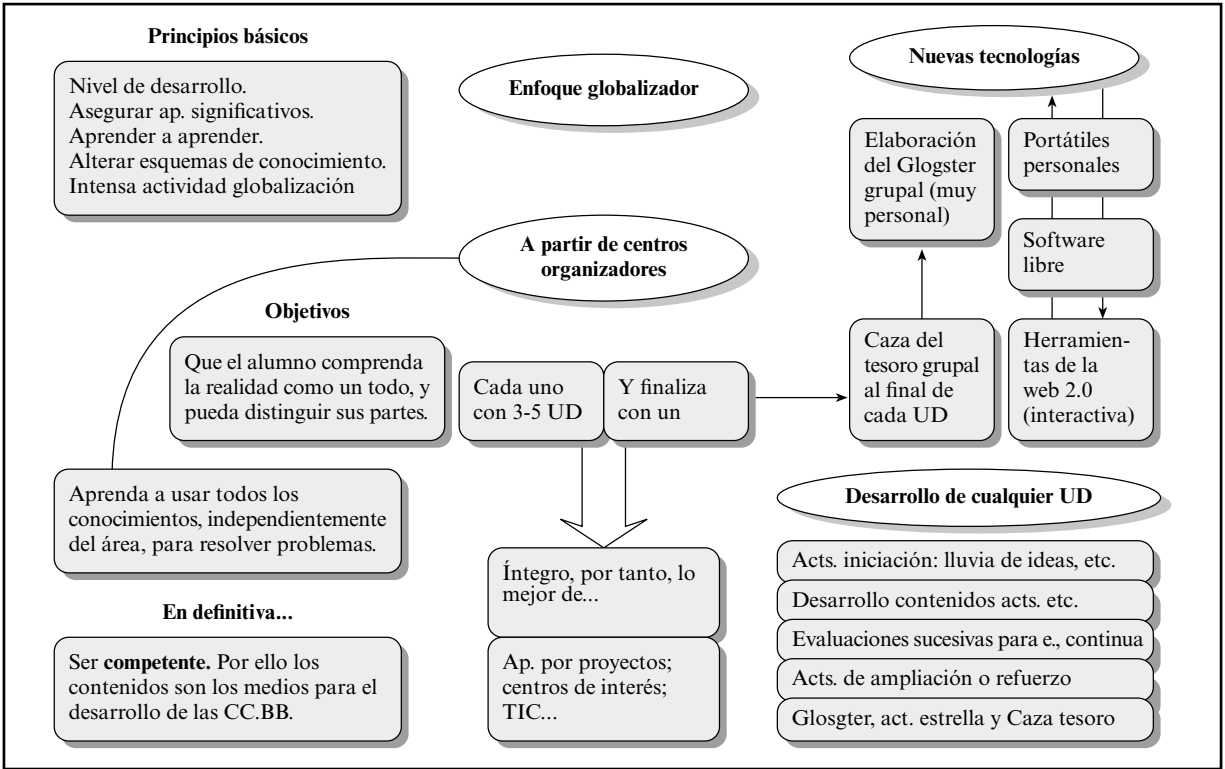 Principios básicos
Nivel de desarrollo.
Asegurar ap. significativos.
Aprender a aprender.
Alterar esquemas de conocimiento.
Intensa actividad globalización
Enfoque globalizador
Nuevas tecnologías
Elaboración
del Glogster
grupal (muy
personal)
Portátiles
personales
Software
libre
A partir de centros
organizadores
Objetivos
Que el alumno comprenda
la realidad como un todo, y
pueda distinguir sus partes.
Cada uno
con 3-5 UD
Y finaliza
con un
Caza del
tesoro grupal
al final de
cada UD
Herramien-
tas de la
web 2.0
(interactiva)
Aprenda a usar todos los
conocimientos, independientemente
del área, para resolver problemas.
En definitiva...
Ser competente. Por ello los
contenidos son los medios para el
desarrollo de las CC.BB.
Íntegro, por tanto, lo
mejor de...
Ap. por proyectos;
centros de interés;
TIC...
Desarrollo de cualquier UD
Acts. iniciación: lluvia de ideas, etc.
Desarrollo contenidos acts. etc.
Evaluaciones sucesivas para e., continua
Acts. de ampliación o refuerzo
Glosgter, act. estrella y Caza tesoro